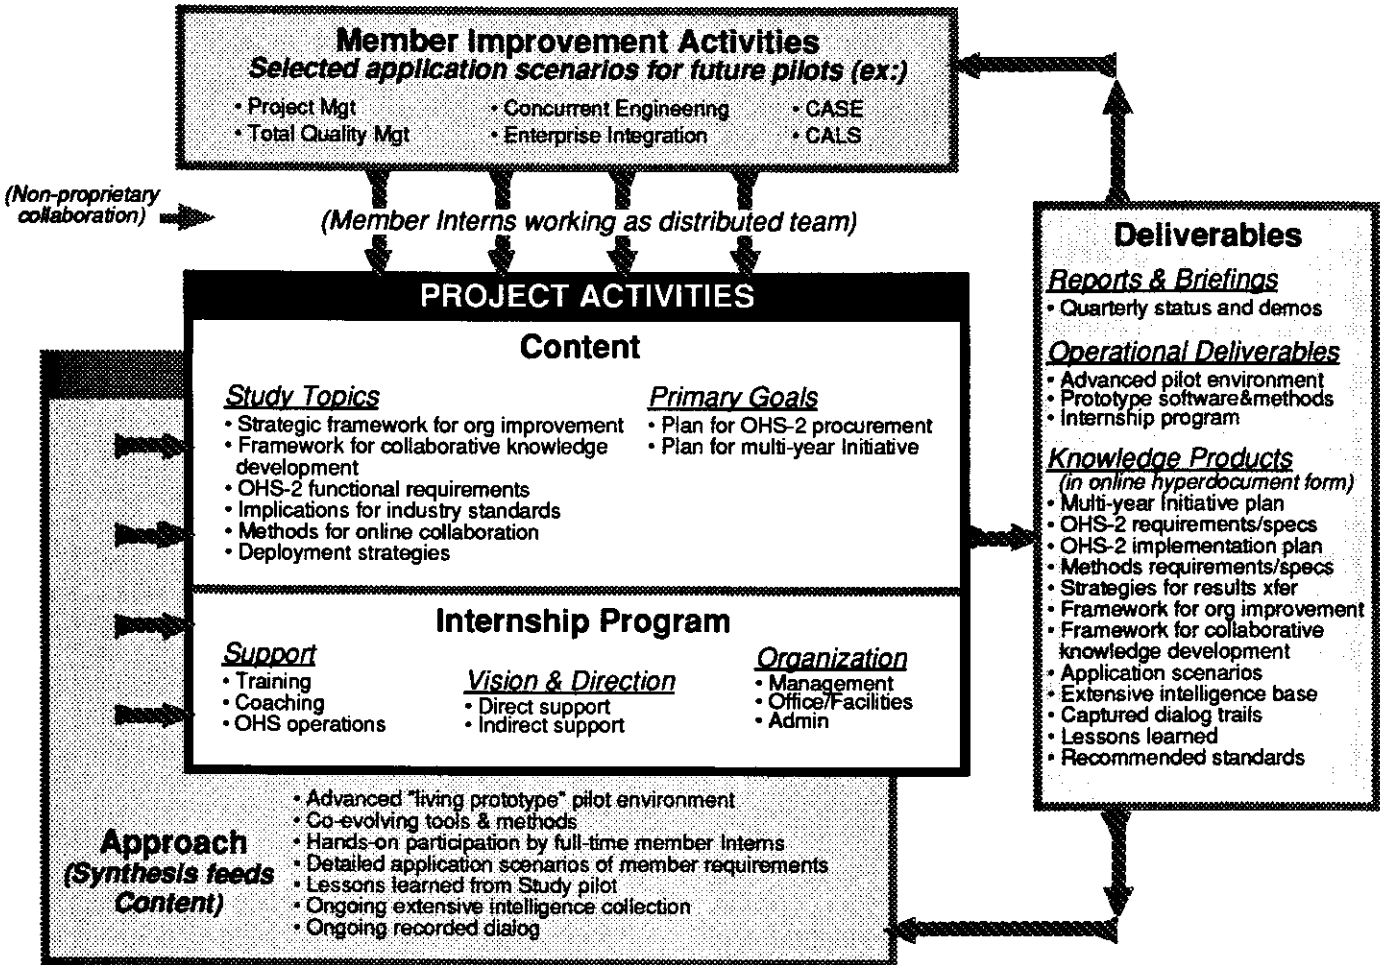 Member Improvement Activities
Selected application scenarios for future pilots (ex:)
• Project Mgt
• Total Quality Mgt
• Concurrent Engineering
• Enterprise Integration
• CASE
• CALS
(Non-proprietary
collaboration)
(Member Interns working as distributed team)
PROJECT ACTIVITIES
Content
Study Topics
• Strategic framework for org improvement
• Framework for collaborative knowledge
development
• OHS-2 functional requirements
• Implications for industry standards
• Methods for online collaboration
• Deployment strategies
Primary Goals
• Plan for OHS-2 procurement
• Plan for multi-year Initiative
Internship Program
Support
• Training
• Coaching
• OHS operations
Vision & Direction
• Direct support
• Indirect support
Organization
• Management
• Office/Facilities
• Admin
Approach
(Synthesis feeds
Content)
• Advanced "living prototype" pilot environment
• Co-evolving tools & methods
• Hands-on participation by full-time member Interns
• Detailed application scenarios of member requirements
• Lessons learned from Study pilot
• Ongoing extensive intelligence collection
• Ongoing recorded dialog
Deliverables
Reports & Briefings
• Quarterly status and demos
Operational Deliverables
• Advanced pilot environment
• Prototype software&methods
• Internship program
Knowledge Products
(in online hyperdocument form)
• Multi-year Initiative plan
• OHS-2 requirements/specs
• OHS-2 implementation plan
• Methods requirements/specs
• Strategies for results xfer
• Framework for org improvement
• Framework for collaborative
knowledge development
• Application scenarios
• Extensive intelligence base
• Captured dialog trails
• Lessons learned
• Recommended standards